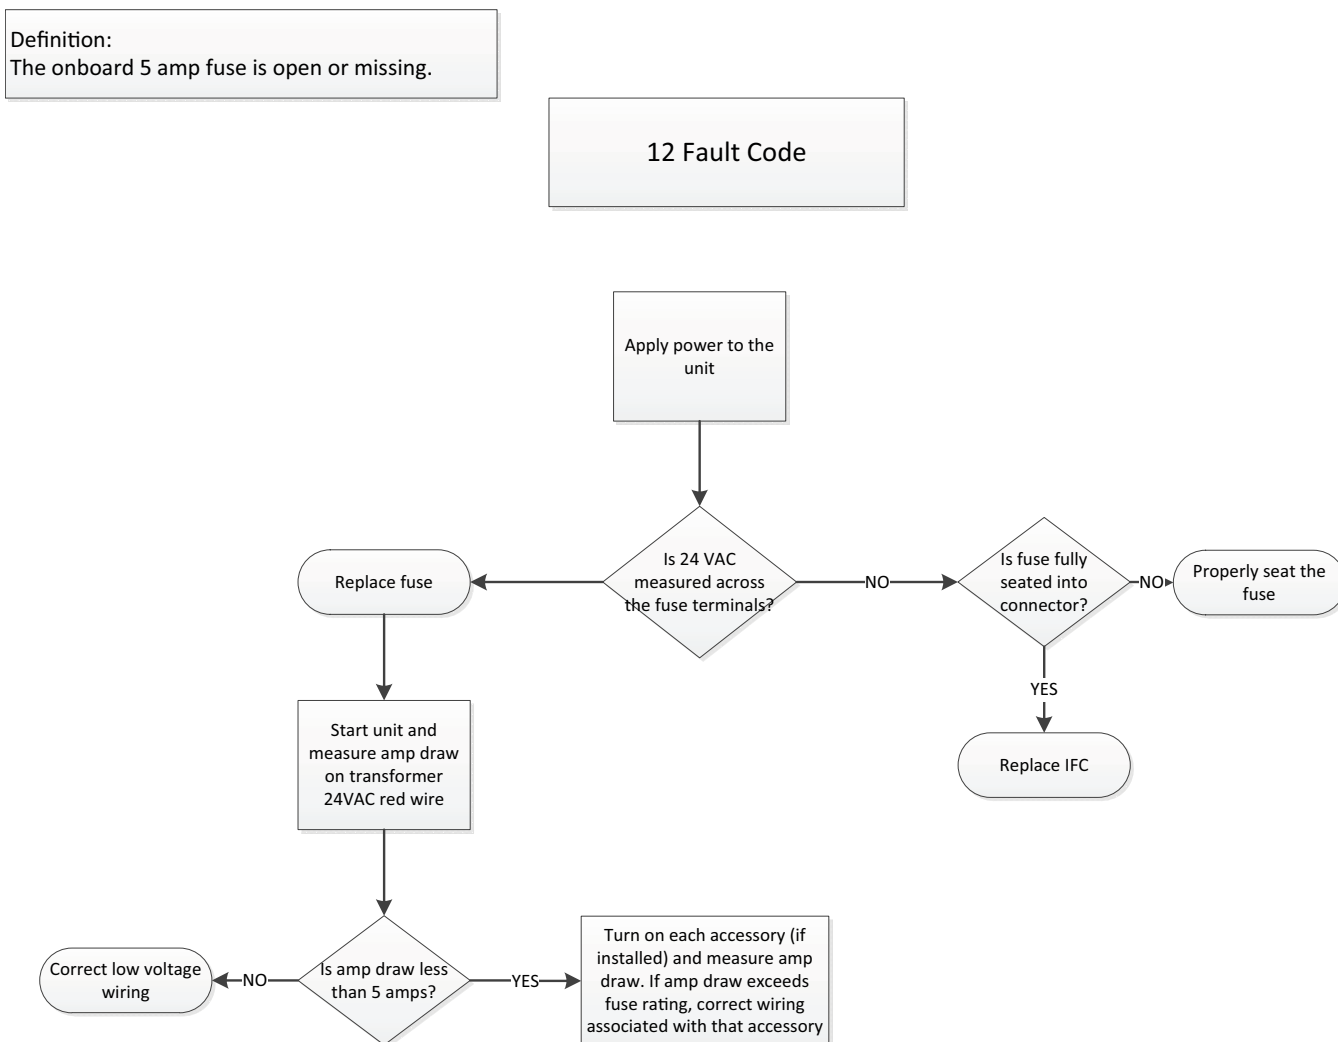 Definition:
The onboard 5 amp fuse is open or missing.
12 Fault Code
Apply power to the
unit
Is 24 VAC
measured across
the fuse terminals?
Replace fuse
NO
Is fuse fully
seated into
connector?
NO
Properly seat the
fuse
YES
Replace IFC
Start unit and
measure amp draw
on transformer
24VAC red wire
Is amp draw less
than 5 amps?
NO
Correct low voltage
wiring
YES
Turn on each accessory (if
installed) and measure amp
draw. If amp draw exceeds
fuse rating, correct wiring
associated with that accessory